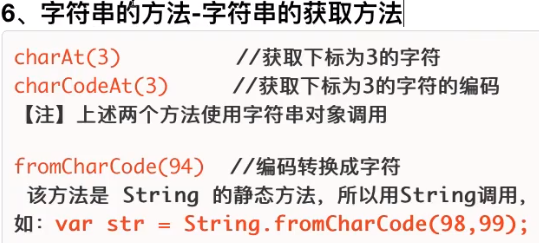 6、字符串的方法-字符串的获取方法
charAt(3) //获取下标为3的字符
charCodeAt(3) //获取下标为3的字符的编码
【注】上述两个方法使用字符串对象调用
fromCharCode(94) //编码转换成字符
该方法是 String 的静态方法，所以用String调用，
如：var str = String.fromCharCode(98,99);